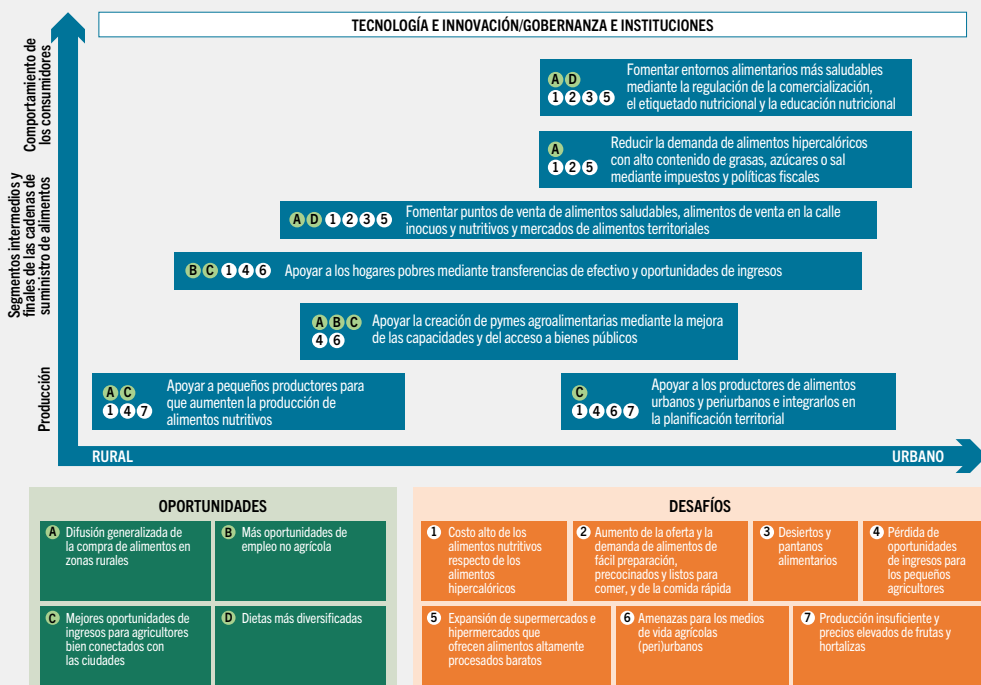 TECNOLOGÍA E INNOVACIÓN/GOBERNANZA E INSTITUCIONES
Comportamiento de
los consumidores
A D
1 2 3 5
Fomentar entornos alimentarios más saludables
mediante la regulación de la comercialización,
el etiquetado nutricional y la educación nutricional
A
1 2 5
Reducir la demanda de alimentos hipercalóricos
con alto contenido de grasas, azúcares o sal
mediante impuestos y políticas fiscales
Segmentos intermedios y
finales de las cadenas de
suministro de alimentos
A D 1 2 3 5
Fomentar puntos de venta de alimentos saludables, alimentos de venta en la calle
inocuos y nutritivos y mercados de alimentos territoriales
B C 1 4 6
Apoyar a los hogares pobres mediante transferencias de efectivo y oportunidades de ingresos
A B C
4 6
Apoyar la creación de pymes agroalimentarias mediante la mejora
de las capacidades y del acceso a bienes públicos
Producción
A C
1 4 7
Apoyar a pequeños productores para
que aumenten la producción de
alimentos nutritivos
C
1 4 6 7
Apoyar a los productores de alimentos
urbanos y periurbanos e integrarlos en
la planificación territorial
RURAL
URBANO
OPORTUNIDADES
A Difusión generalizada de
la compra de alimentos en
zonas rurales
B Más oportunidades de
empleo no agrícola
C Mejores oportunidades de
ingresos para agricultores
bien conectados con
las ciudades
D Dietas más diversificadas
DESAFÍOS
1 Costo alto de los
alimentos nutritivos
respecto de los
alimentos
hipercalóricos
2 Aumento de la oferta y la
demanda de alimentos de
fácil preparación,
precocinados y listos para
comer, y de la comida rápida
3 Desiertos y
pantanos
alimentarios
4 Pérdida de
oportunidades
de ingresos para
los pequeños
agricultores
5 Expansión de supermercados e
hipermercados que
ofrecen alimentos altamente
procesados baratos
6 Amenazas para los medios
de vida agrícolas
(peri)urbanos
7 Producción insuficiente y
precios elevados de frutas y
hortalizas